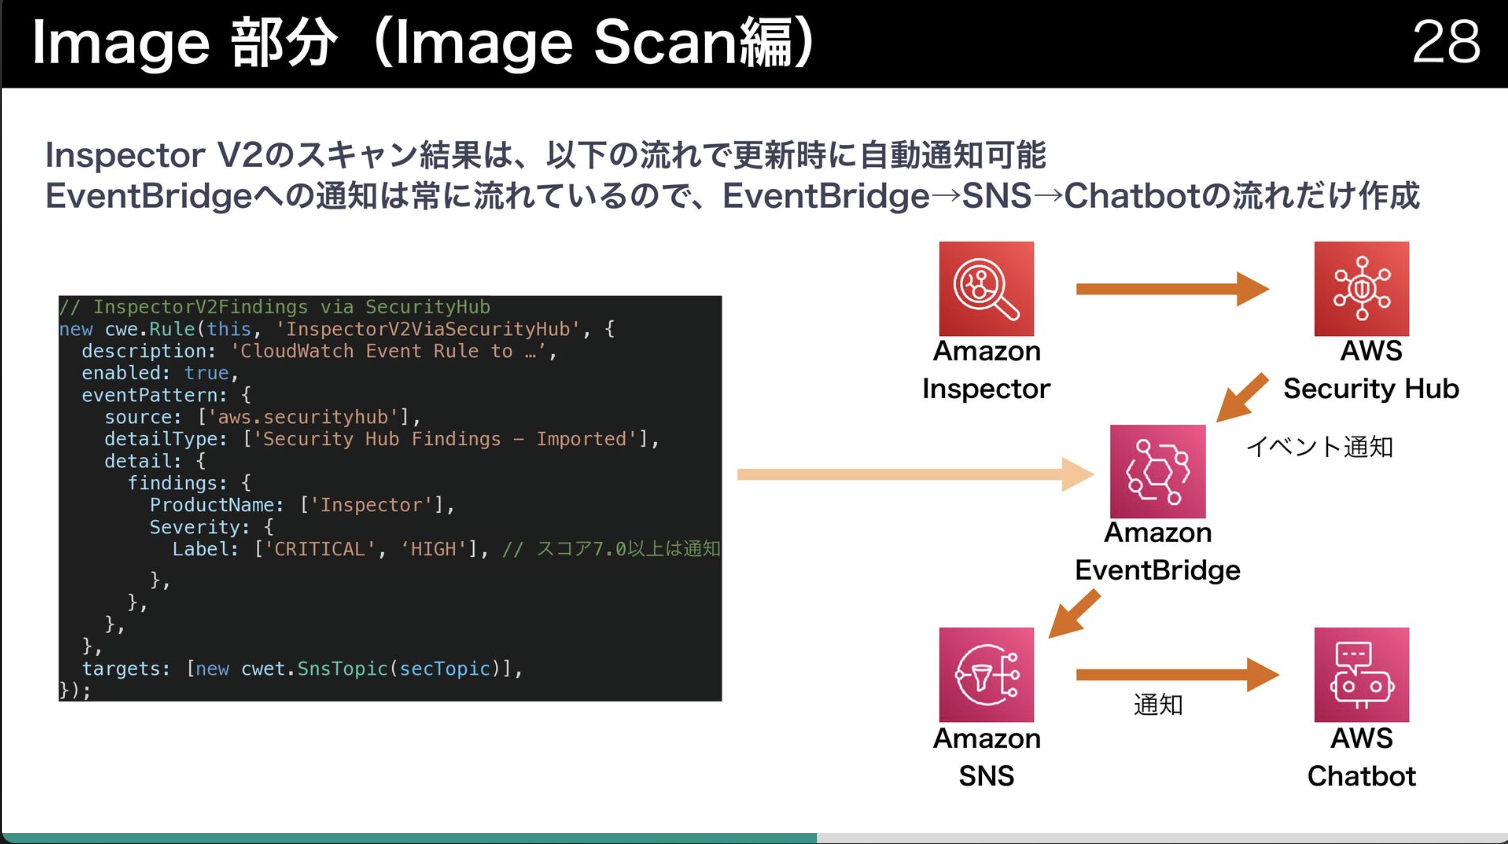 Image 部分（Image Scan編）
28
Inspector V2のスキャン結果は、以下の流れで更新時に自動通知可能
EventBridgeへの通知は常に流れているので、EventBridge→SNS→Chatbotの流れだけ作成
// InspectorV2Findings via SecurityHub
new cwe.Rule(this, 'InspectorV2ViaSecurityHub', {
  description: 'CloudWatch Event Rule to …’,
  enabled: true,
  eventPattern: {
    source: ['aws.securityhub'],
    detailType: ['Security Hub Findings – Imported'],
    detail: {
      findings: {
        ProductName: ['Inspector'],
        Severity: {
          Label: ['CRITICAL', ‘HIGH'], // スコア7.0以上は通知
        },
      },
    },
  },
  targets: [new cwet.SnsTopic(secTopic)],
});
Amazon
Inspector
AWS
Security Hub
イベント通知
Amazon
EventBridge
Amazon
SNS
通知
AWS
Chatbot